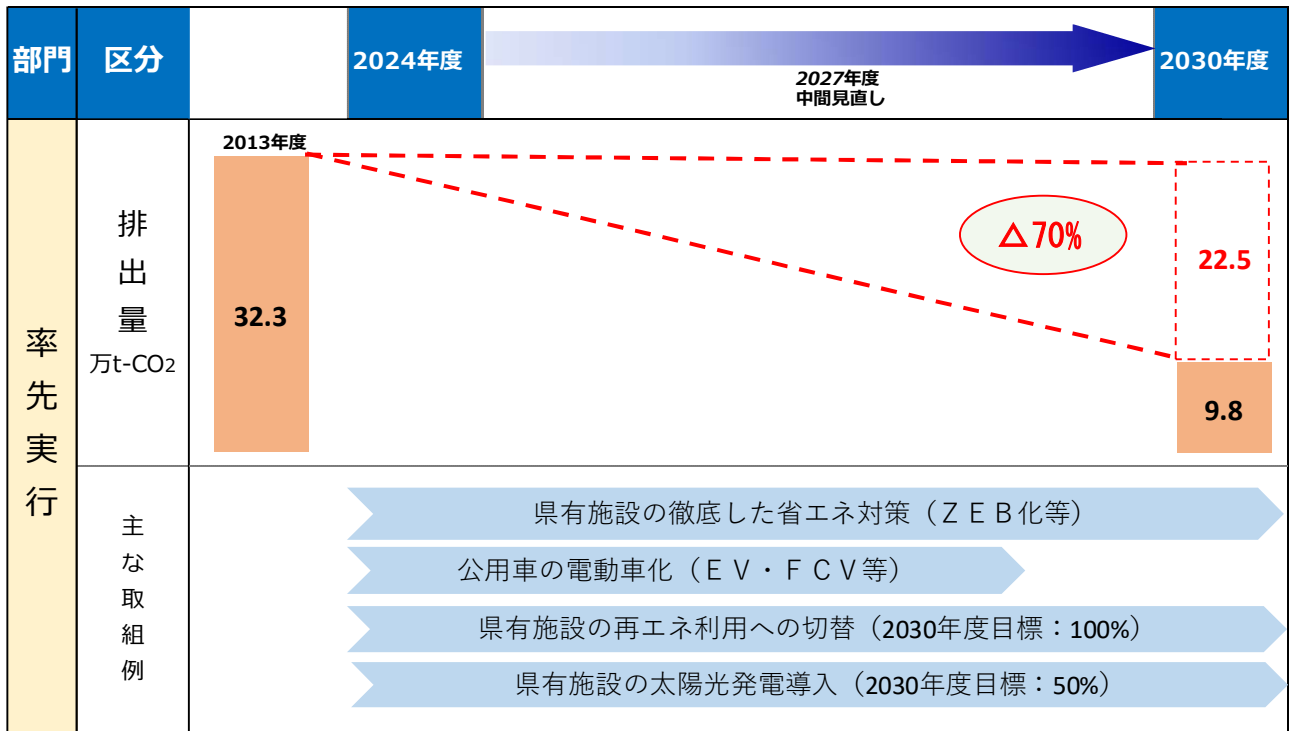 部門
区分
2024年度
2027年度
中間見直し
2030年度
率先実行
排出量
万t-CO2
2013年度
32.3
△70%
22.5
9.8
主な取組例
県有施設の徹底した省エネ対策（ＺＥＢ化等）
公用車の電動車化（ＥＶ・ＦＣＶ等）
県有施設の再エネ利用への切替（2030年度目標：100%）
県有施設の太陽光発電導入（2030年度目標：50%）